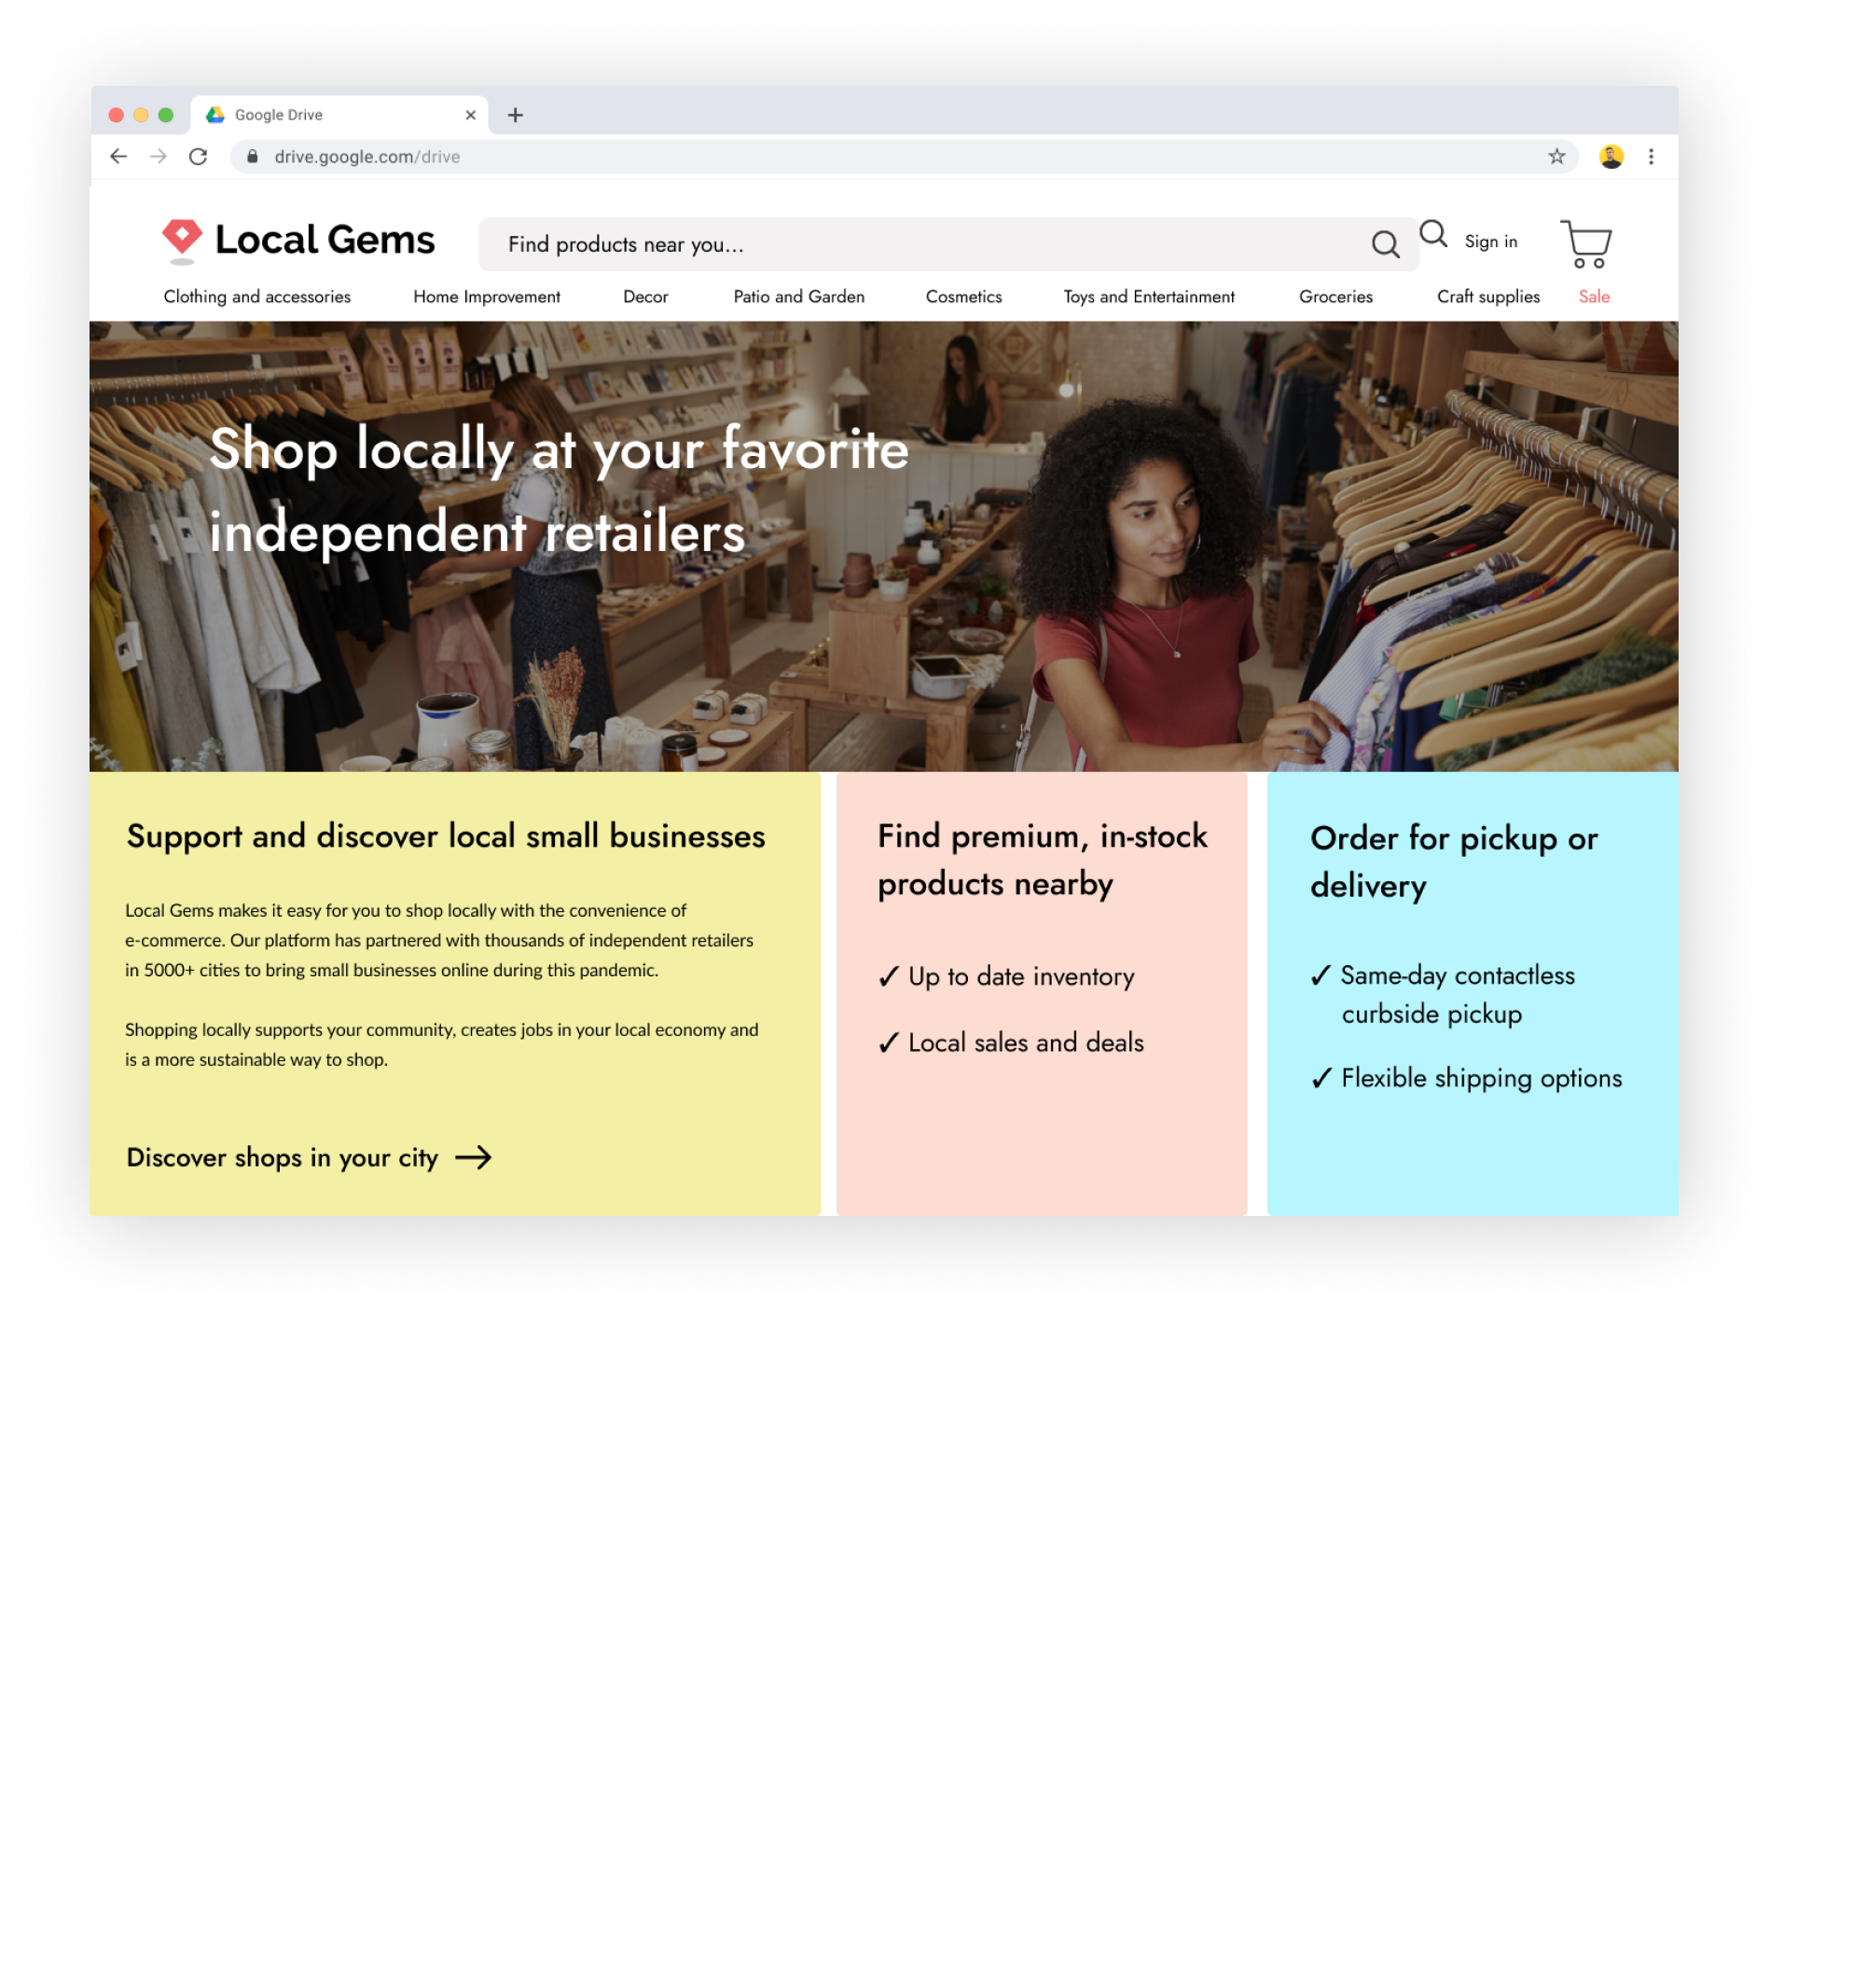 Google Drive
drive.google.com/drive
Local Gems
Find products near you...
Sign in
Clothing and accessories
Home Improvement
Decor
Patio and Garden
Cosmetics
Toys and Entertainment
Groceries
Craft supplies
Sale
Shop locally at your favorite
independent retailers
Support and discover local small businesses
Local Gems makes it easy for you to shop locally with the convenience of
e-commerce. Our platform has partnered with thousands of independent retailers
in 5000+ cities to bring small businesses online during this pandemic.
Shopping locally supports your community, creates jobs in your local economy and
is a more sustainable way to shop.
Discover shops in your city →
Find premium, in-stock
products nearby
✓ Up to date inventory
✓ Local sales and deals
Order for pickup or
delivery
✓ Same-day contactless
curbside pickup
✓ Flexible shipping options